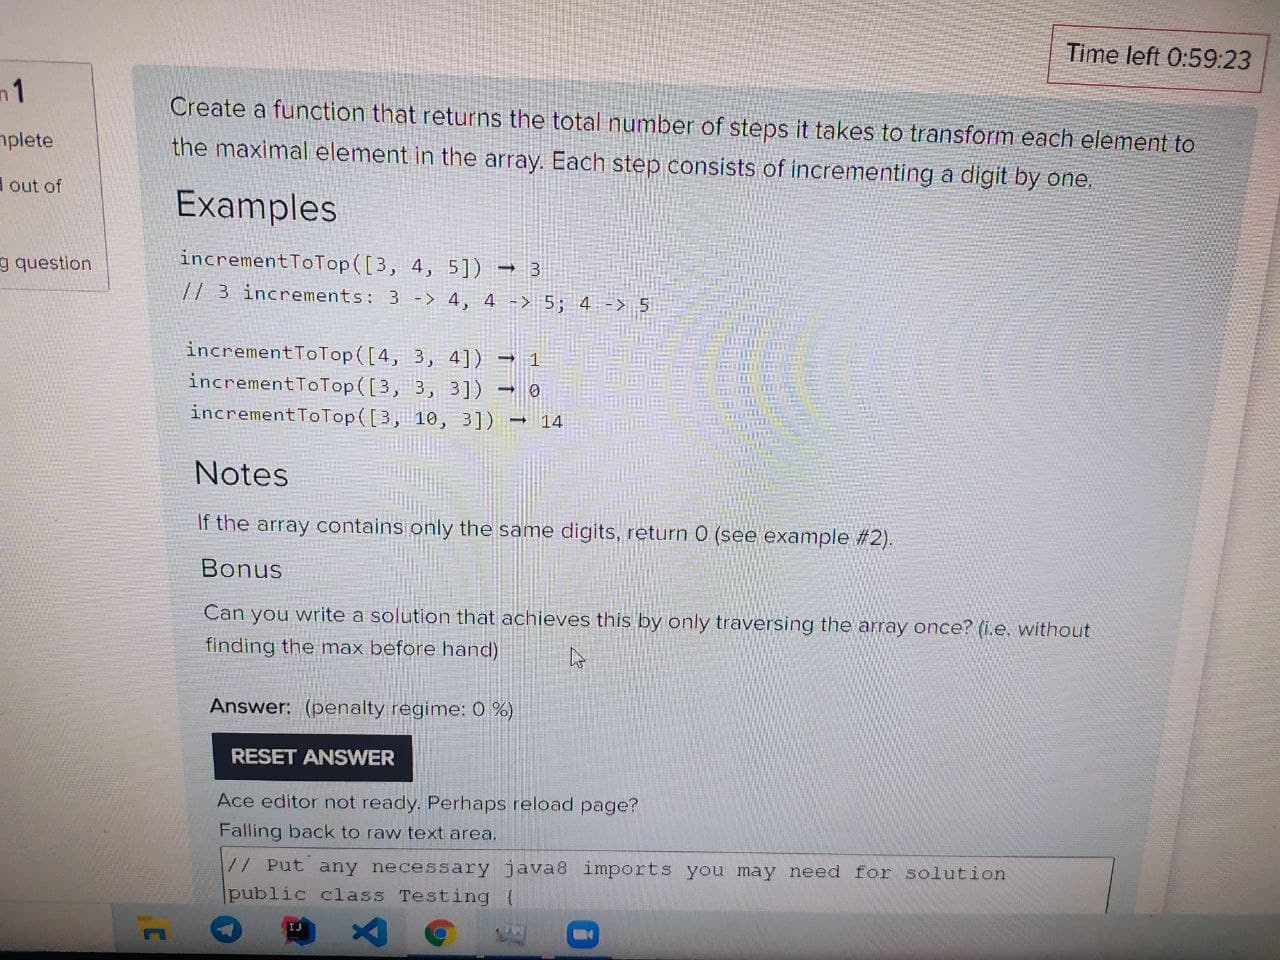 Time left 0:59:23
1
out of
question
Create a function that returns the total number of steps it takes to transform each element to
the maximal element in the array. Each step consists of incrementing a digit by one.
Examples
incrementToTop([3, 4, 5]) → 3
// 3 increments: 3 -> 4, 4 -> 5; 4 -> 5
incrementToTop([4, 3, 4]) → 1
incrementToTop([3, 3, 3]) → 0
incrementToTop([3, 10, 3]) → 14
Notes
If the array contains only the same digits, return 0 (see example #2).
Bonus
Can you write a solution that achieves this by only traversing the array once? (i.e. without
finding the max before hand)
Answer: (penalty regime: 0 %)
RESET ANSWER
Ace editor not ready. Perhaps reload page?
Falling back to raw text area.
// Put any necessary java8 imports you may need for solution
public class Testing {